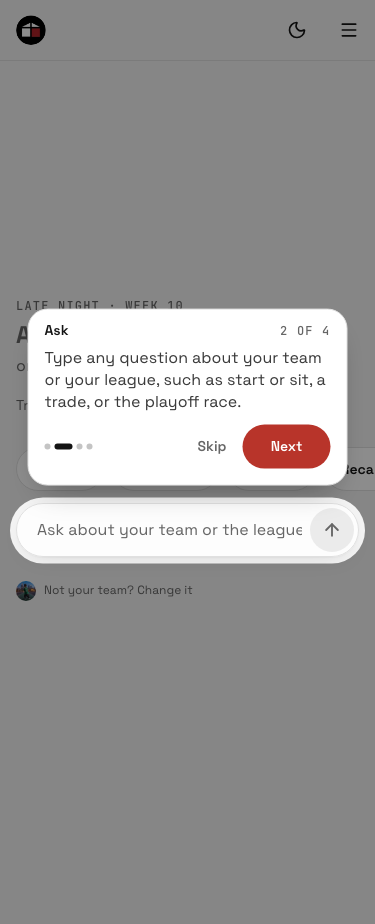 LATE NIGHT · WEEK 10
Ask
2 OF 4
Type any question about your team
or your league, such as start or sit, a
trade, or the playoff race.
Skip
Next
Ask about your team or the league
Not your team? Change it